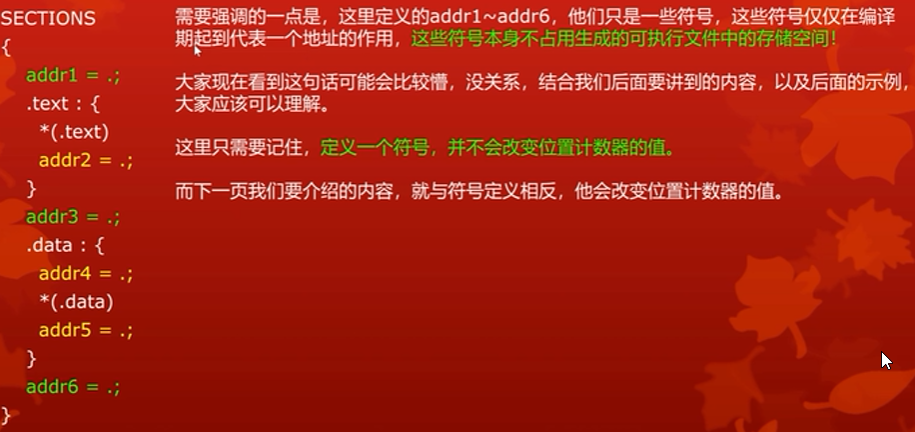 SECTIONS
{
addr1 = .;
.text : {
*(.text)
addr2 = .;
}
addr3 = .;
.data : {
addr4 = .;
*(.data)
addr5 = .;
}
addr6 = .;
}
需要强调的一点是，这里定义的addr1~addr6，他们只是一些符号，这些符号仅仅在编译
期起到代表一个地址的作用，这些符号本身不占用生成的可执行文件中的存储空间！
大家现在看到这句话可能会比较懵，没关系，结合我们后面要讲到的内容，以及后面的示例，
大家应该可以理解。
这里只需要记住，定义一个符号，并不会改变位置计数器的值。
而下一页我们要介绍的内容，就与符号定义相反，他会改变位置计数器的值。